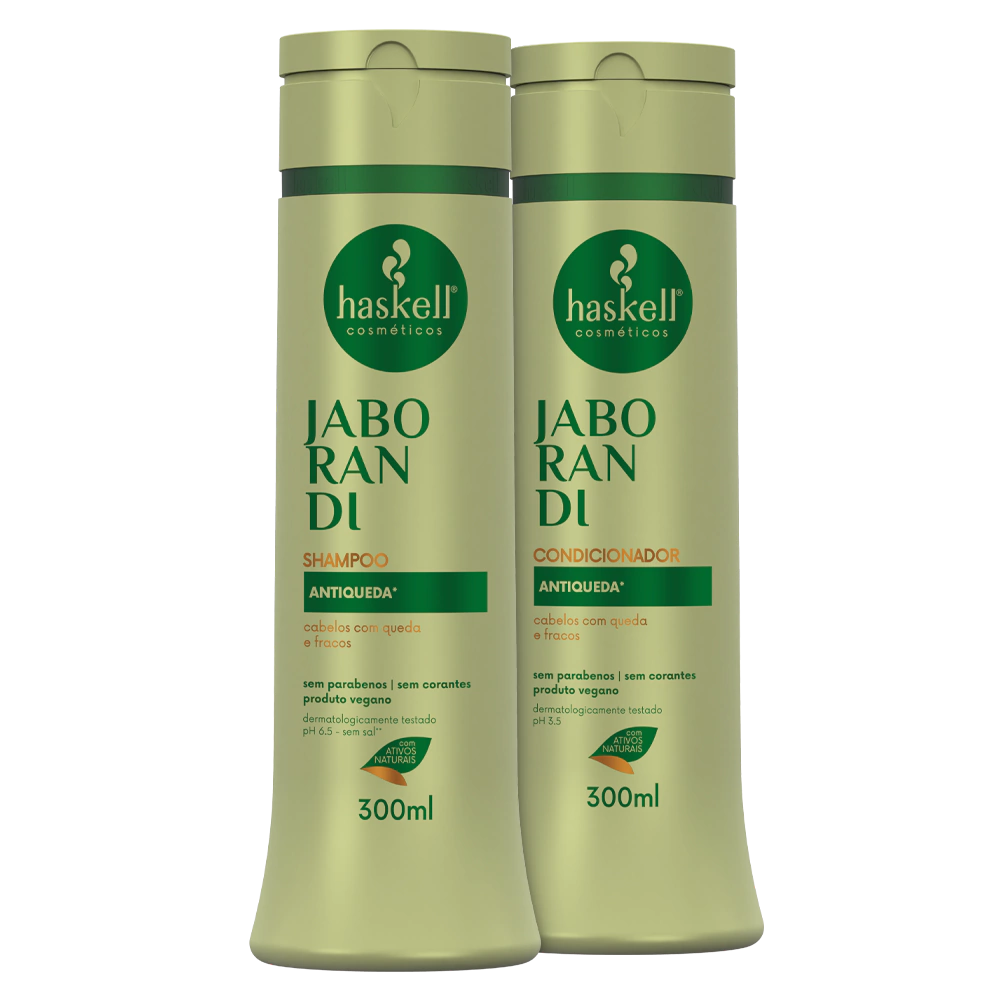 haskell®
cosméticos
JABO
RAN
DI
SHAMPOO
ANTIQUEDA*
cabelos com queda
e fracos
sem parabenos | sem corantes
produto vegano
dermatologicamente testado
pH 6.5 - sem sal**
com
ATIVOS
NATURAIS
300ml
haskell®
cosméticos
JABO
RAN
DI
CONDICIONADOR
ANTIQUEDA*
cabelos com queda
e fracos
sem parabenos | sem corantes
produto vegano
dermatologicamente testado
pH 3.5
com
ATIVOS
NATURAIS
300ml